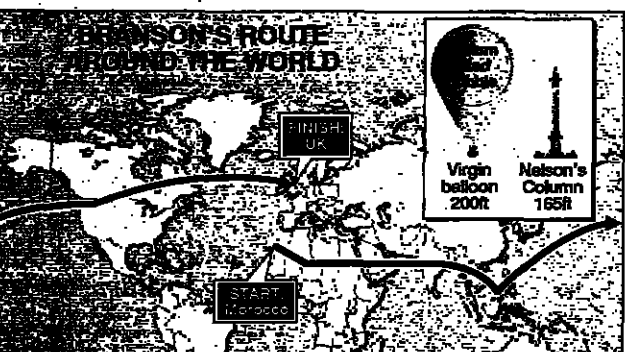 BRANSON'S ROUTE
AROUND THE WORLD
FINISH:
UK
START:
Morocco
Virgin
balloon
200ft
Nelson's
Column
165ft